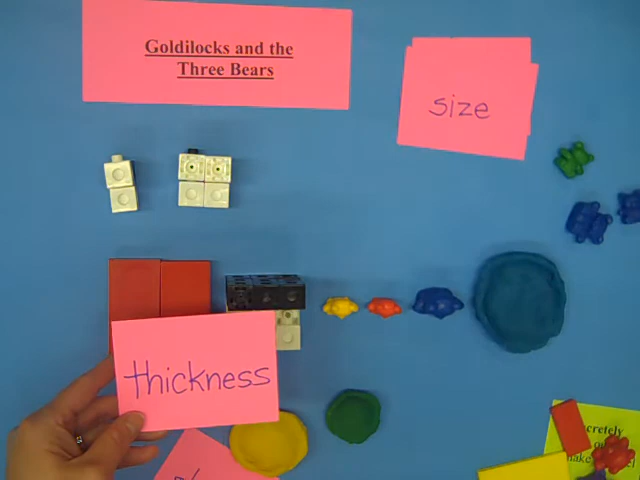 Goldilocks and the
Three Bears
size
thickness